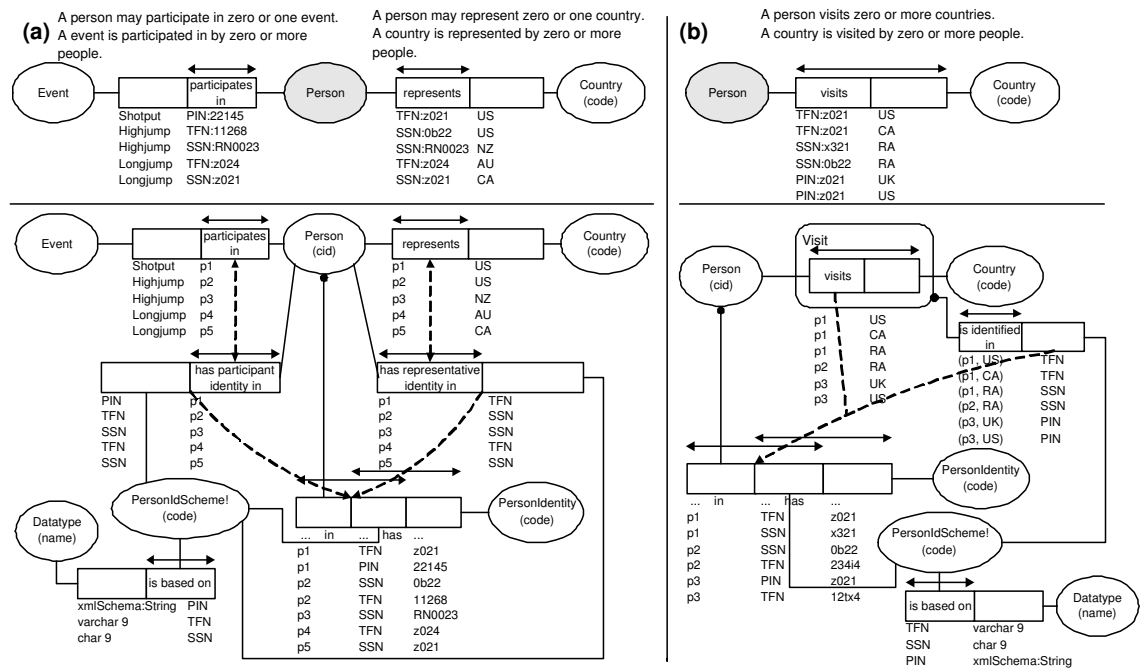 (a)
A person may participate in zero or one event.
A event is participated in by zero or more
people.
A person may represent zero or one country.
A country is represented by zero or more
people.
Event
participates
in
Person
represents
Country
(code)
Shotput PIN:22145
Highjump TFN:11268
Highjump SSN:RN0023
Longjump TFN:z024
Longjump SSN:z021
TFN:z021 US
SSN:0b22 US
SSN:RN0023 NZ
TFN:z024 AU
SSN:z021 CA
Event
participates
in
Person
(cid)
represents
Country
(code)
Shotput p1
Highjump p2
Highjump p3
Longjump p4
Longjump p5
p1 US
p2 US
p3 NZ
p4 AU
p5 CA
has participant
identity in
has representative
identity in
PIN p1
TFN p2
SSN p3
TFN p4
SSN p5
p1 TFN
p2 SSN
p3 SSN
p4 TFN
p5 SSN
PersonIdScheme!
(code)
PersonIdentity
(code)
Datatype
(name)
is based on
xmlSchema:String PIN
varchar 9 TFN
char 9 SSN
... in ... has ...
p1 TFN z021
p1 PIN 22145
p2 SSN 0b22
p2 TFN 11268
p3 SSN RN0023
p4 TFN z024
p5 SSN z021
(b)
A person visits zero or more countries.
A country is visited by zero or more people.
Person
visits
Country
(code)
TFN:z021 US
TFN:z021 CA
SSN:x321 RA
SSN:0b22 RA
PIN:z021 UK
PIN:z021 US
Visit
Person
(cid)
visits
Country
(code)
p1 US
p1 CA
p1 RA
p2 RA
p3 UK
p3 US
is identified
in
(p1, US) TFN
(p1, CA) TFN
(p1, RA) SSN
(p2, RA) SSN
(p3, UK) PIN
(p3, US) PIN
PersonIdentity
(code)
... in ... has ...
p1 TFN z021
p1 SSN x321
p2 SSN 0b22
p2 TFN 234i4
p3 PIN z021
p3 TFN 12tx4
PersonIdScheme!
(code)
is based on
Datatype
(name)
TFN varchar 9
SSN char 9
PIN xmlSchema:String